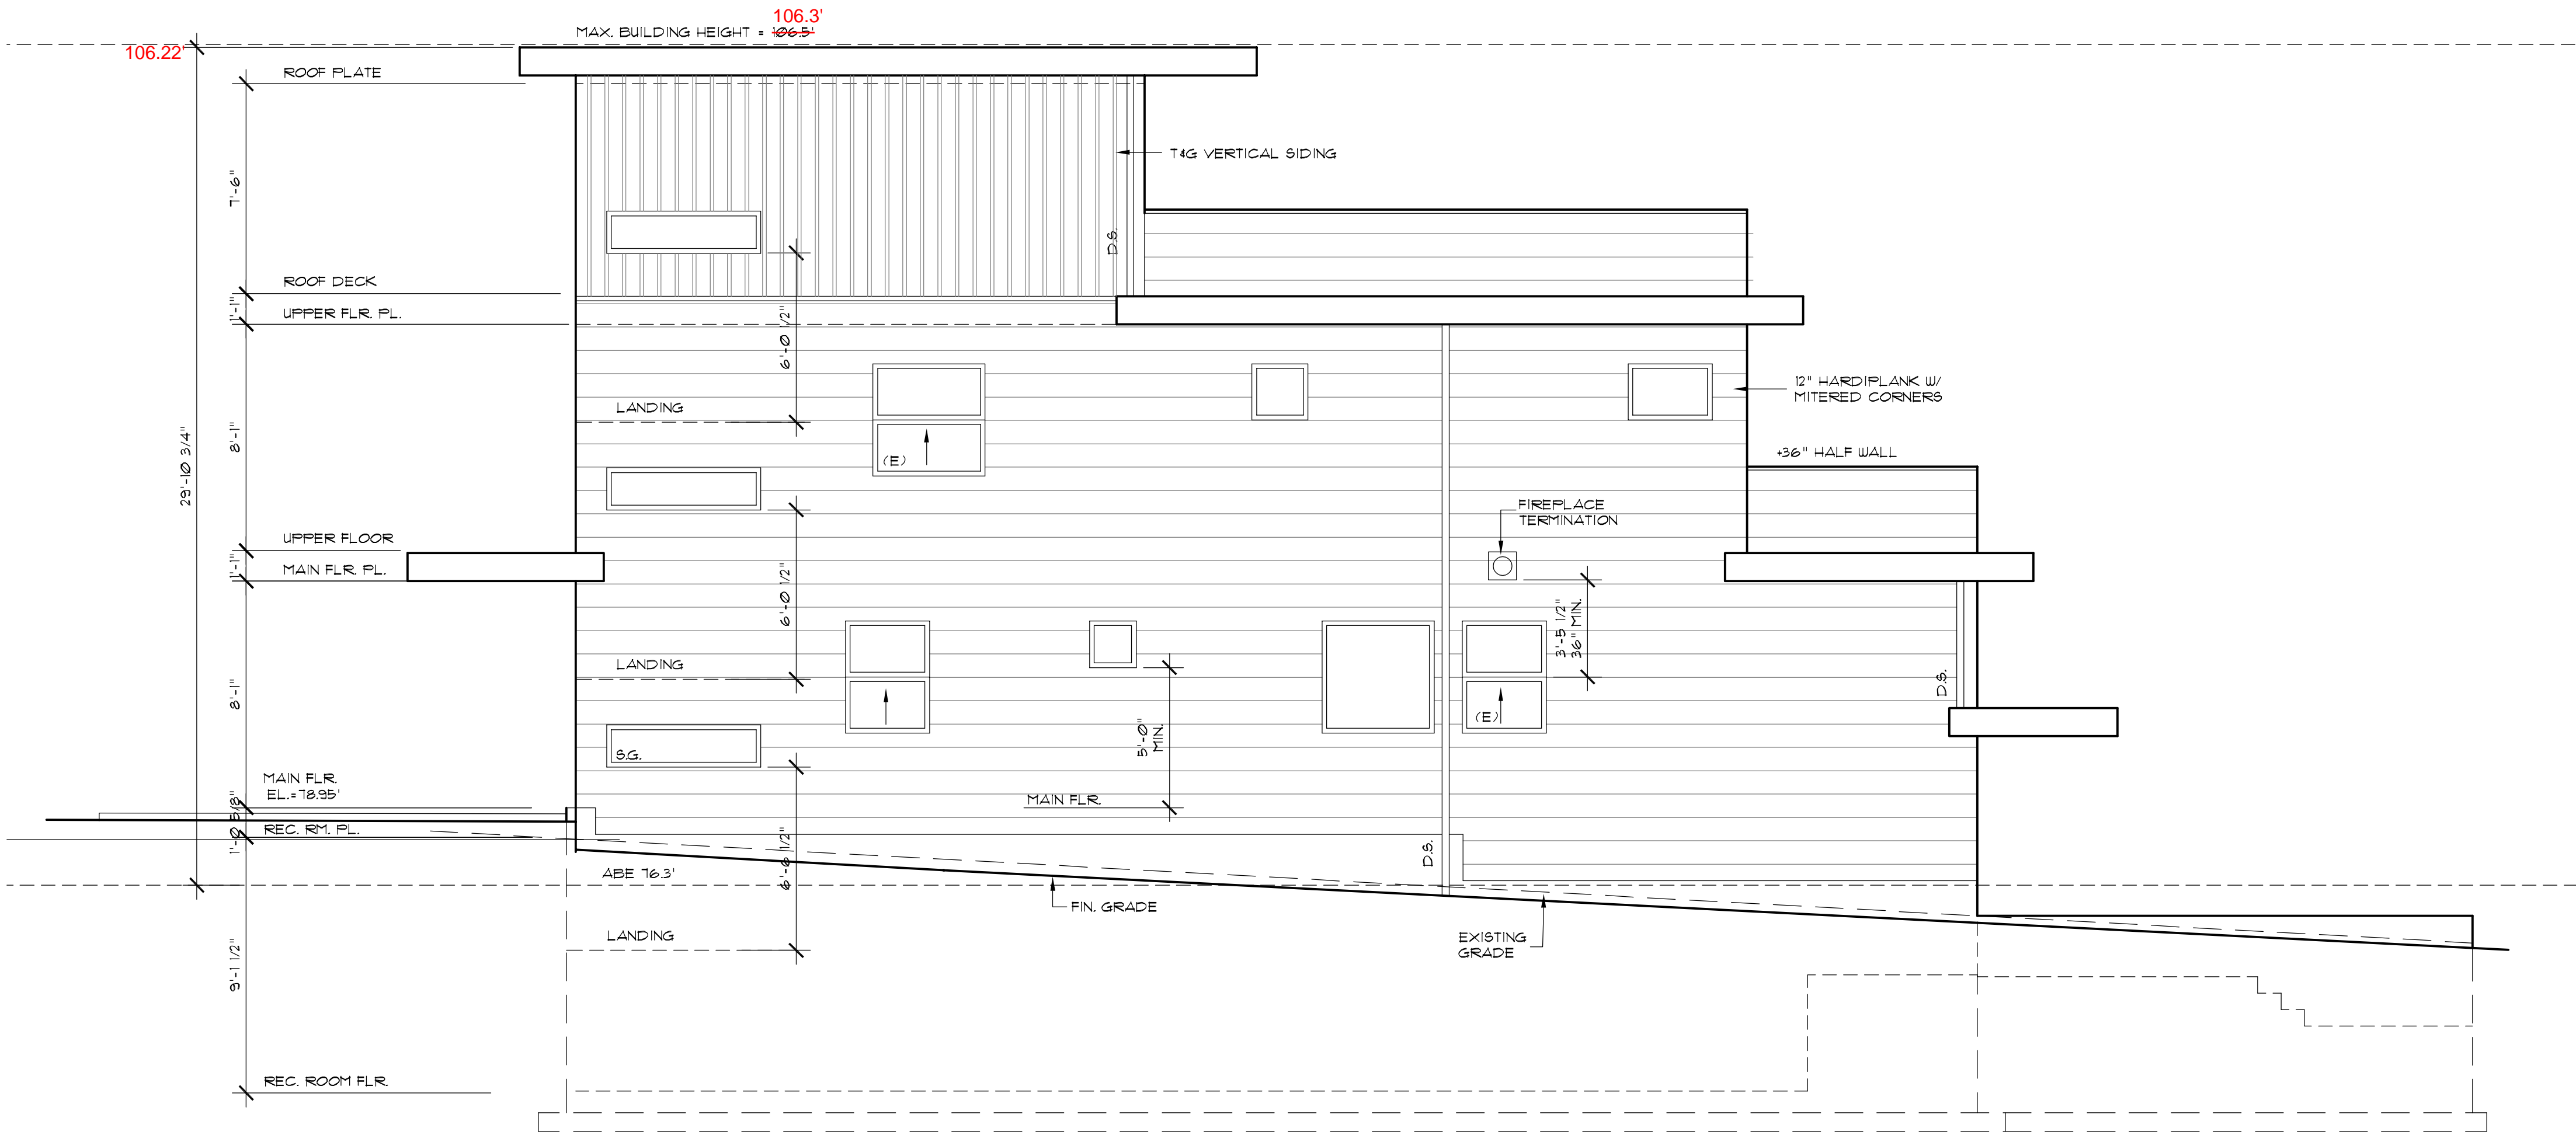 106.3'
MAX. BUILDING HEIGHT = 106.5'
106.22'
ROOF PLATE
T&G VERTICAL SIDING
7'-6"
D.S.
ROOF DECK
1'-1"
UPPER FLR. PL.
6'-0 1/2"
12" HARDIPLANK W/
MITERED CORNERS
LANDING
8'-1"
(E)
+36" HALF WALL
29'-10 3/4"
FIREPLACE
TERMINATION
UPPER FLOOR
1'-1"
MAIN FLR. PL.
6'-0 1/2"
3'-5 1/2"
36" MIN.
LANDING
8'-1"
D.S.
(E)
5'-0"
MIN.
S.G.
MAIN FLR.
EL.=78.95'
MAIN FLR.
1'-0 5/8"
REC. RM. PL.
6'-6 1/2"
D.S.
ABE 76.3'
FIN. GRADE
LANDING
EXISTING
GRADE
9'-1 1/2"
REC. ROOM FLR.